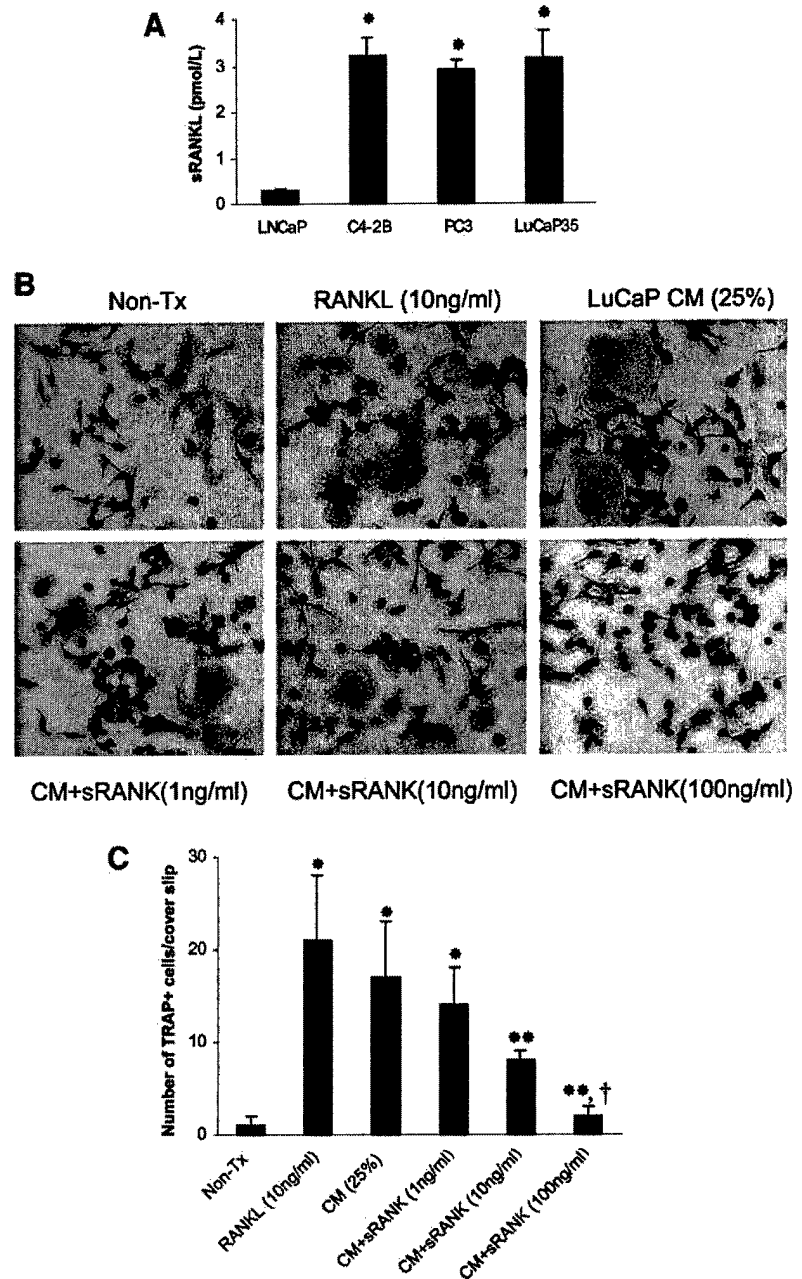 A
sRANKL (pmol/L)
4
3
2
1
0
*
*
*
LNCaP C4-2B PC3 LuCaP35
B
Non-Tx RANKL (10ng/ml) LuCaP CM (25%)
CM+sRANK(1ng/ml) CM+sRANK(10ng/ml) CM+sRANK(100ng/ml)
C
Number of TRAP+ cells/cover slip
30
20
10
0
*
*
*
**
**, †
Non-Tx
RANKL (10ng/ml)
CM (25%)
CM+sRANK (1ng/ml)
CM+sRANK (10ng/ml)
CM+sRANK (100ng/ml)